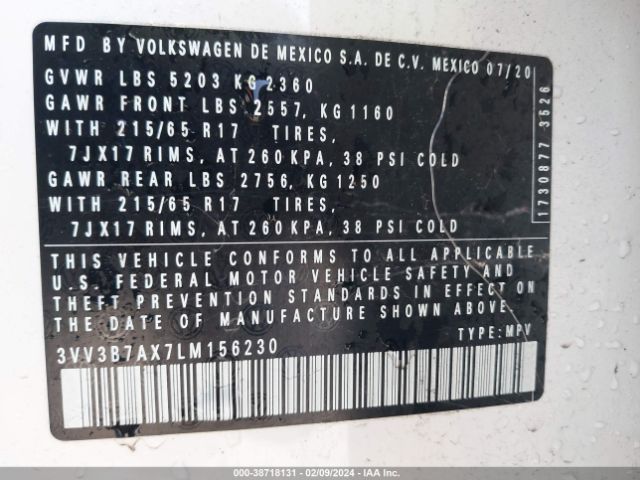 MFD BY VOLKSWAGEN DE MEXICO S.A. DE C.V. MEXICO 07/20
GVWR LBS 5203 KG 2360
GAWR FRONT LBS 2557, KG 1160
WITH 215/65 R17 TIRES,
7JX17 RIMS, AT 260 KPA, 38 PSI COLD
GAWR REAR LBS 2756, KG 1250
WITH 215/65 R17 TIRES,
7JX17 RIMS, AT 260 KPA, 38 PSI COLD
1730877 3526
THIS VEHICLE CONFORMS TO ALL APPLICABLE
U.S. FEDERAL MOTOR VEHICLE SAFETY AND
THEFT PREVENTION STANDARDS IN EFFECT ON
THE DATE OF MANUFACTURE SHOWN ABOVE.
3VV3B7AX7LM156230 TYPE: MPV
000-38718131 - 02/09/2024 - IAA Inc.